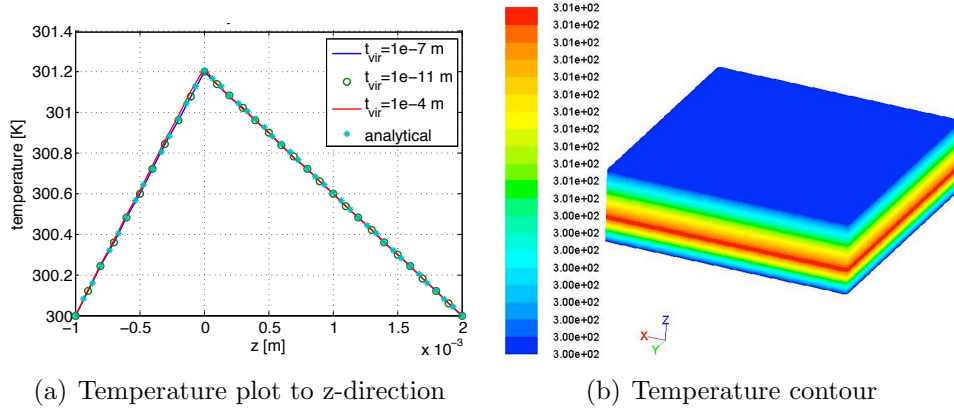 301.4
301.2
301
300.8
300.6
300.4
300.2
300
temperature [K]
−1
−0.5
0
0.5
1
1.5
2
z [m]
x 10⁻³
t_vir=1e−7 m
t_vir=1e−11 m
t_vir=1e−4 m
analytical
3.01e+02
3.01e+02
3.01e+02
3.01e+02
3.01e+02
3.01e+02
3.01e+02
3.01e+02
3.01e+02
3.01e+02
3.01e+02
3.00e+02
3.00e+02
3.00e+02
3.00e+02
3.00e+02
3.00e+02
3.00e+02
3.00e+02
3.00e+02
3.00e+02
Z
X
Y
(a) Temperature plot to z-direction
(b) Temperature contour